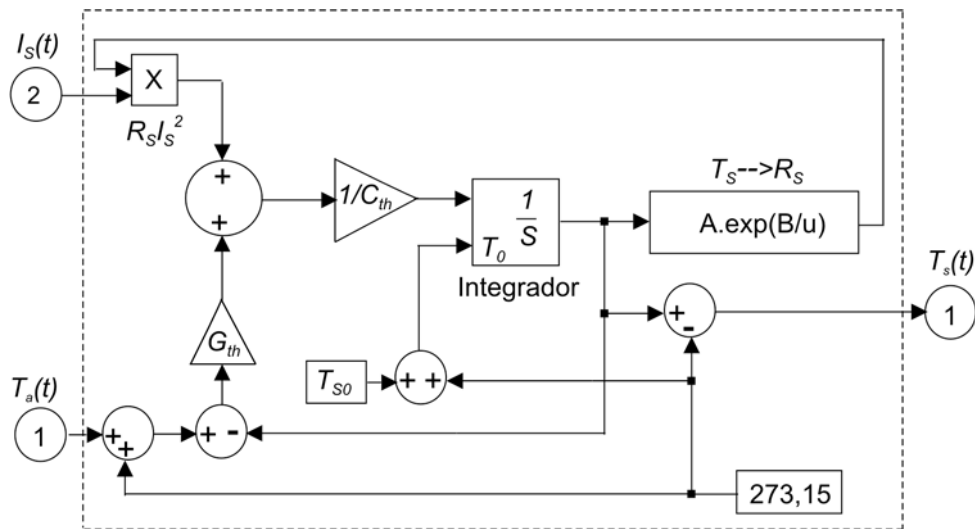 I_S(t)
2
X
R_S I_S^2
+
+
1/C_th
1
S
T_0
Integrador
T_S-->R_S
A.exp(B/u)
T_s(t)
1
+
-
G_th
T_S0
+ +
T_a(t)
1
+
+
+ -
273,15